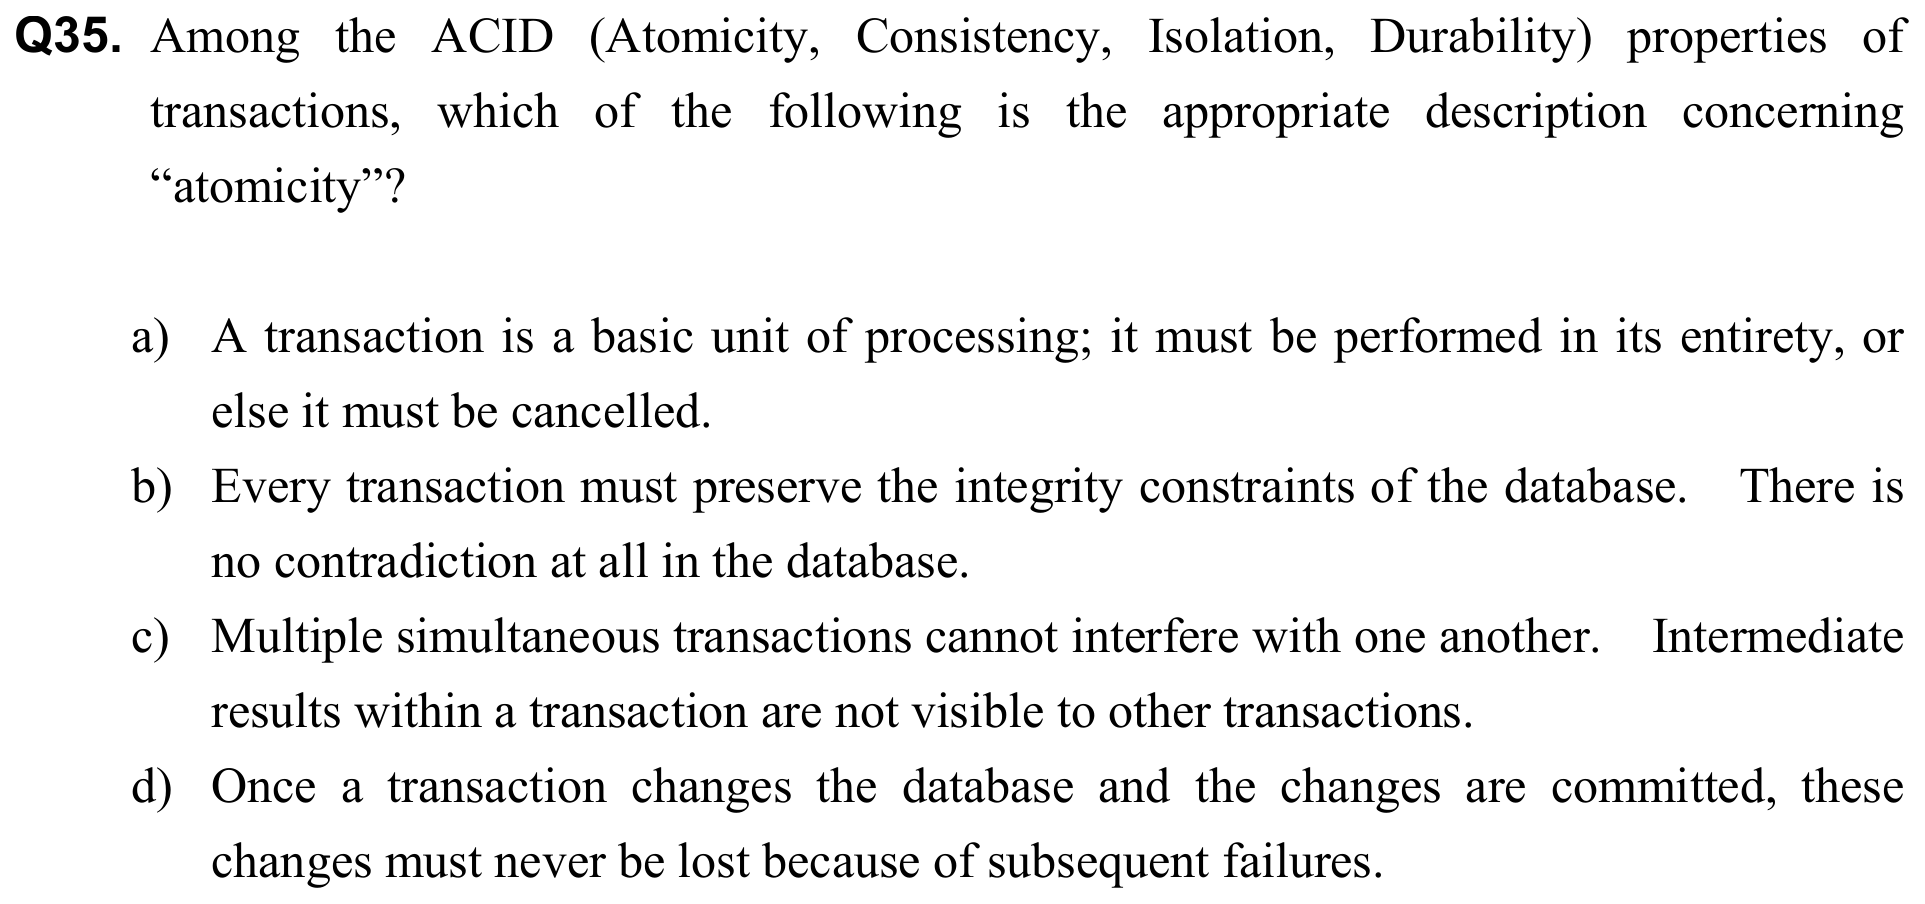 Q35. Among the ACID (Atomicity, Consistency, Isolation, Durability) properties of
transactions, which of the following is the appropriate description concerning
“atomicity”?
a) A transaction is a basic unit of processing; it must be performed in its entirety, or
else it must be cancelled.
b) Every transaction must preserve the integrity constraints of the database. There is
no contradiction at all in the database.
c) Multiple simultaneous transactions cannot interfere with one another. Intermediate
results within a transaction are not visible to other transactions.
d) Once a transaction changes the database and the changes are committed, these
changes must never be lost because of subsequent failures.